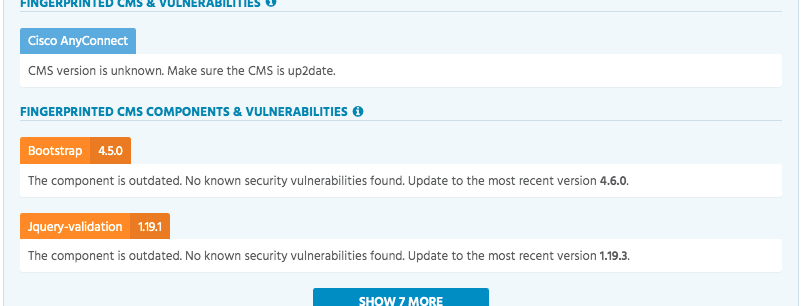 FINGERPRINTED CMS & VULNERABILITIES
Cisco AnyConnect
CMS version is unknown. Make sure the CMS is up2date.
FINGERPRINTED CMS COMPONENTS & VULNERABILITIES
Bootstrap 4.5.0
The component is outdated. No known security vulnerabilities found. Update to the most recent version 4.6.0.
Jquery-validation 1.19.1
The component is outdated. No known security vulnerabilities found. Update to the most recent version 1.19.3.
SHOW 7 MORE